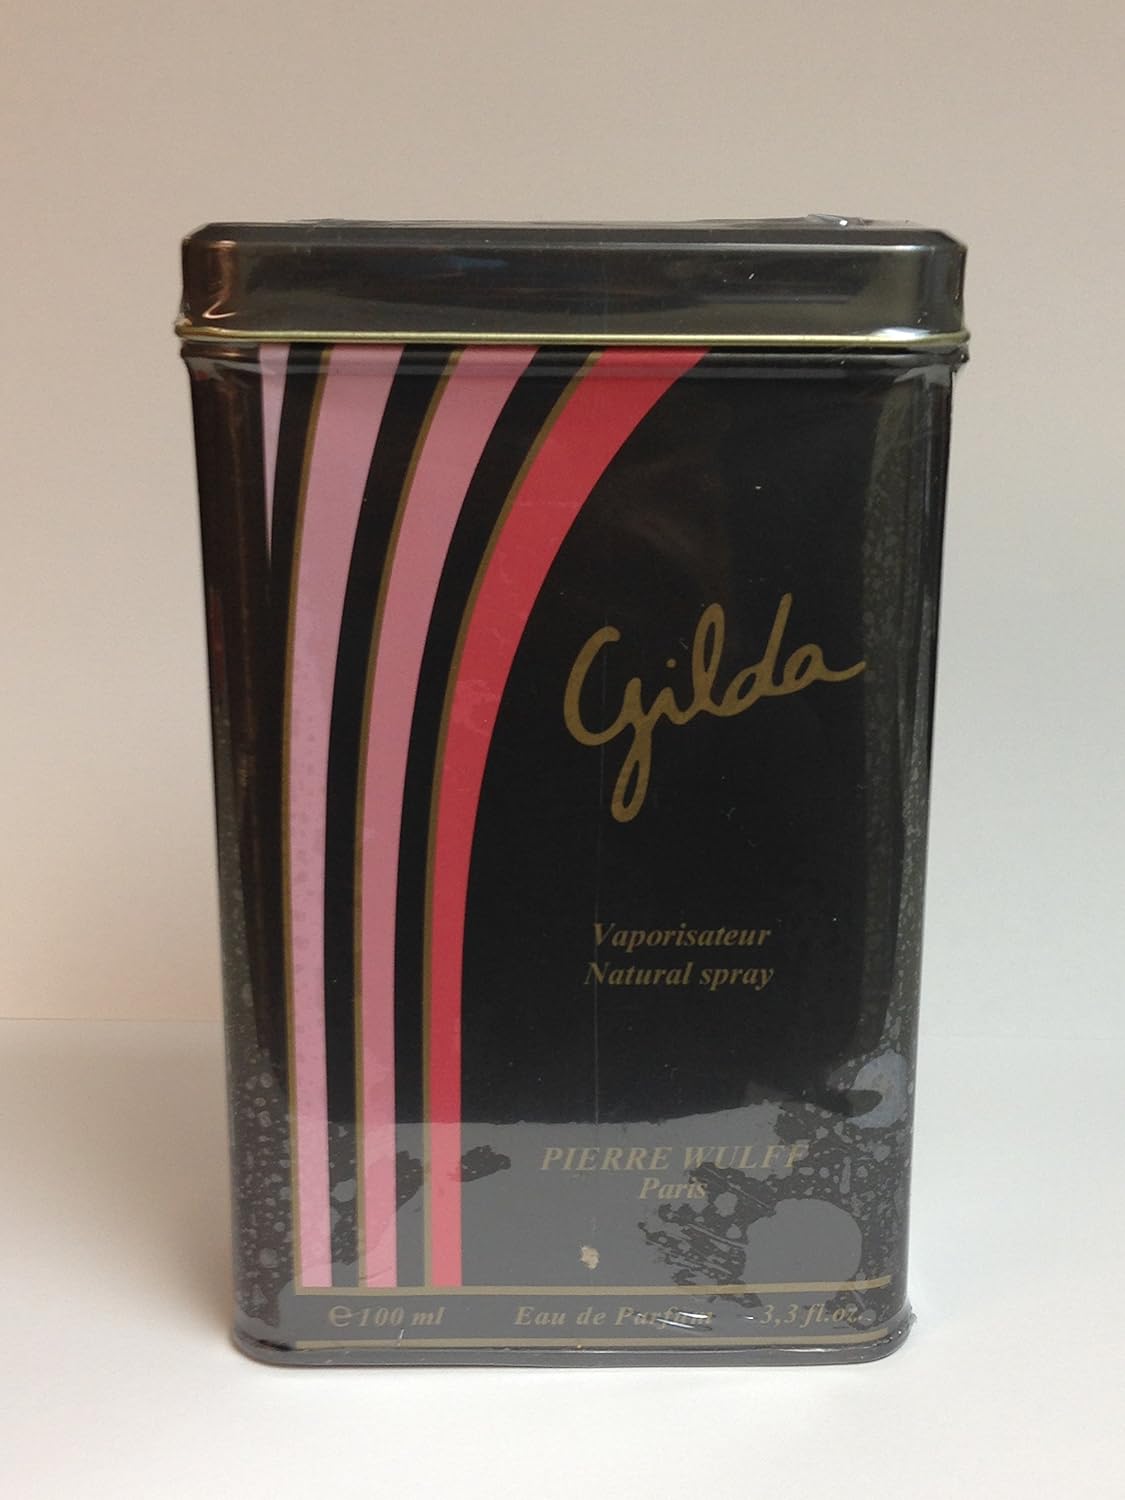 Gilda
Vaporisateur
Natural spray
PIERRE WULFF
Paris
℮ 100 ml Eau de Parfum 3,3 fl.oz.